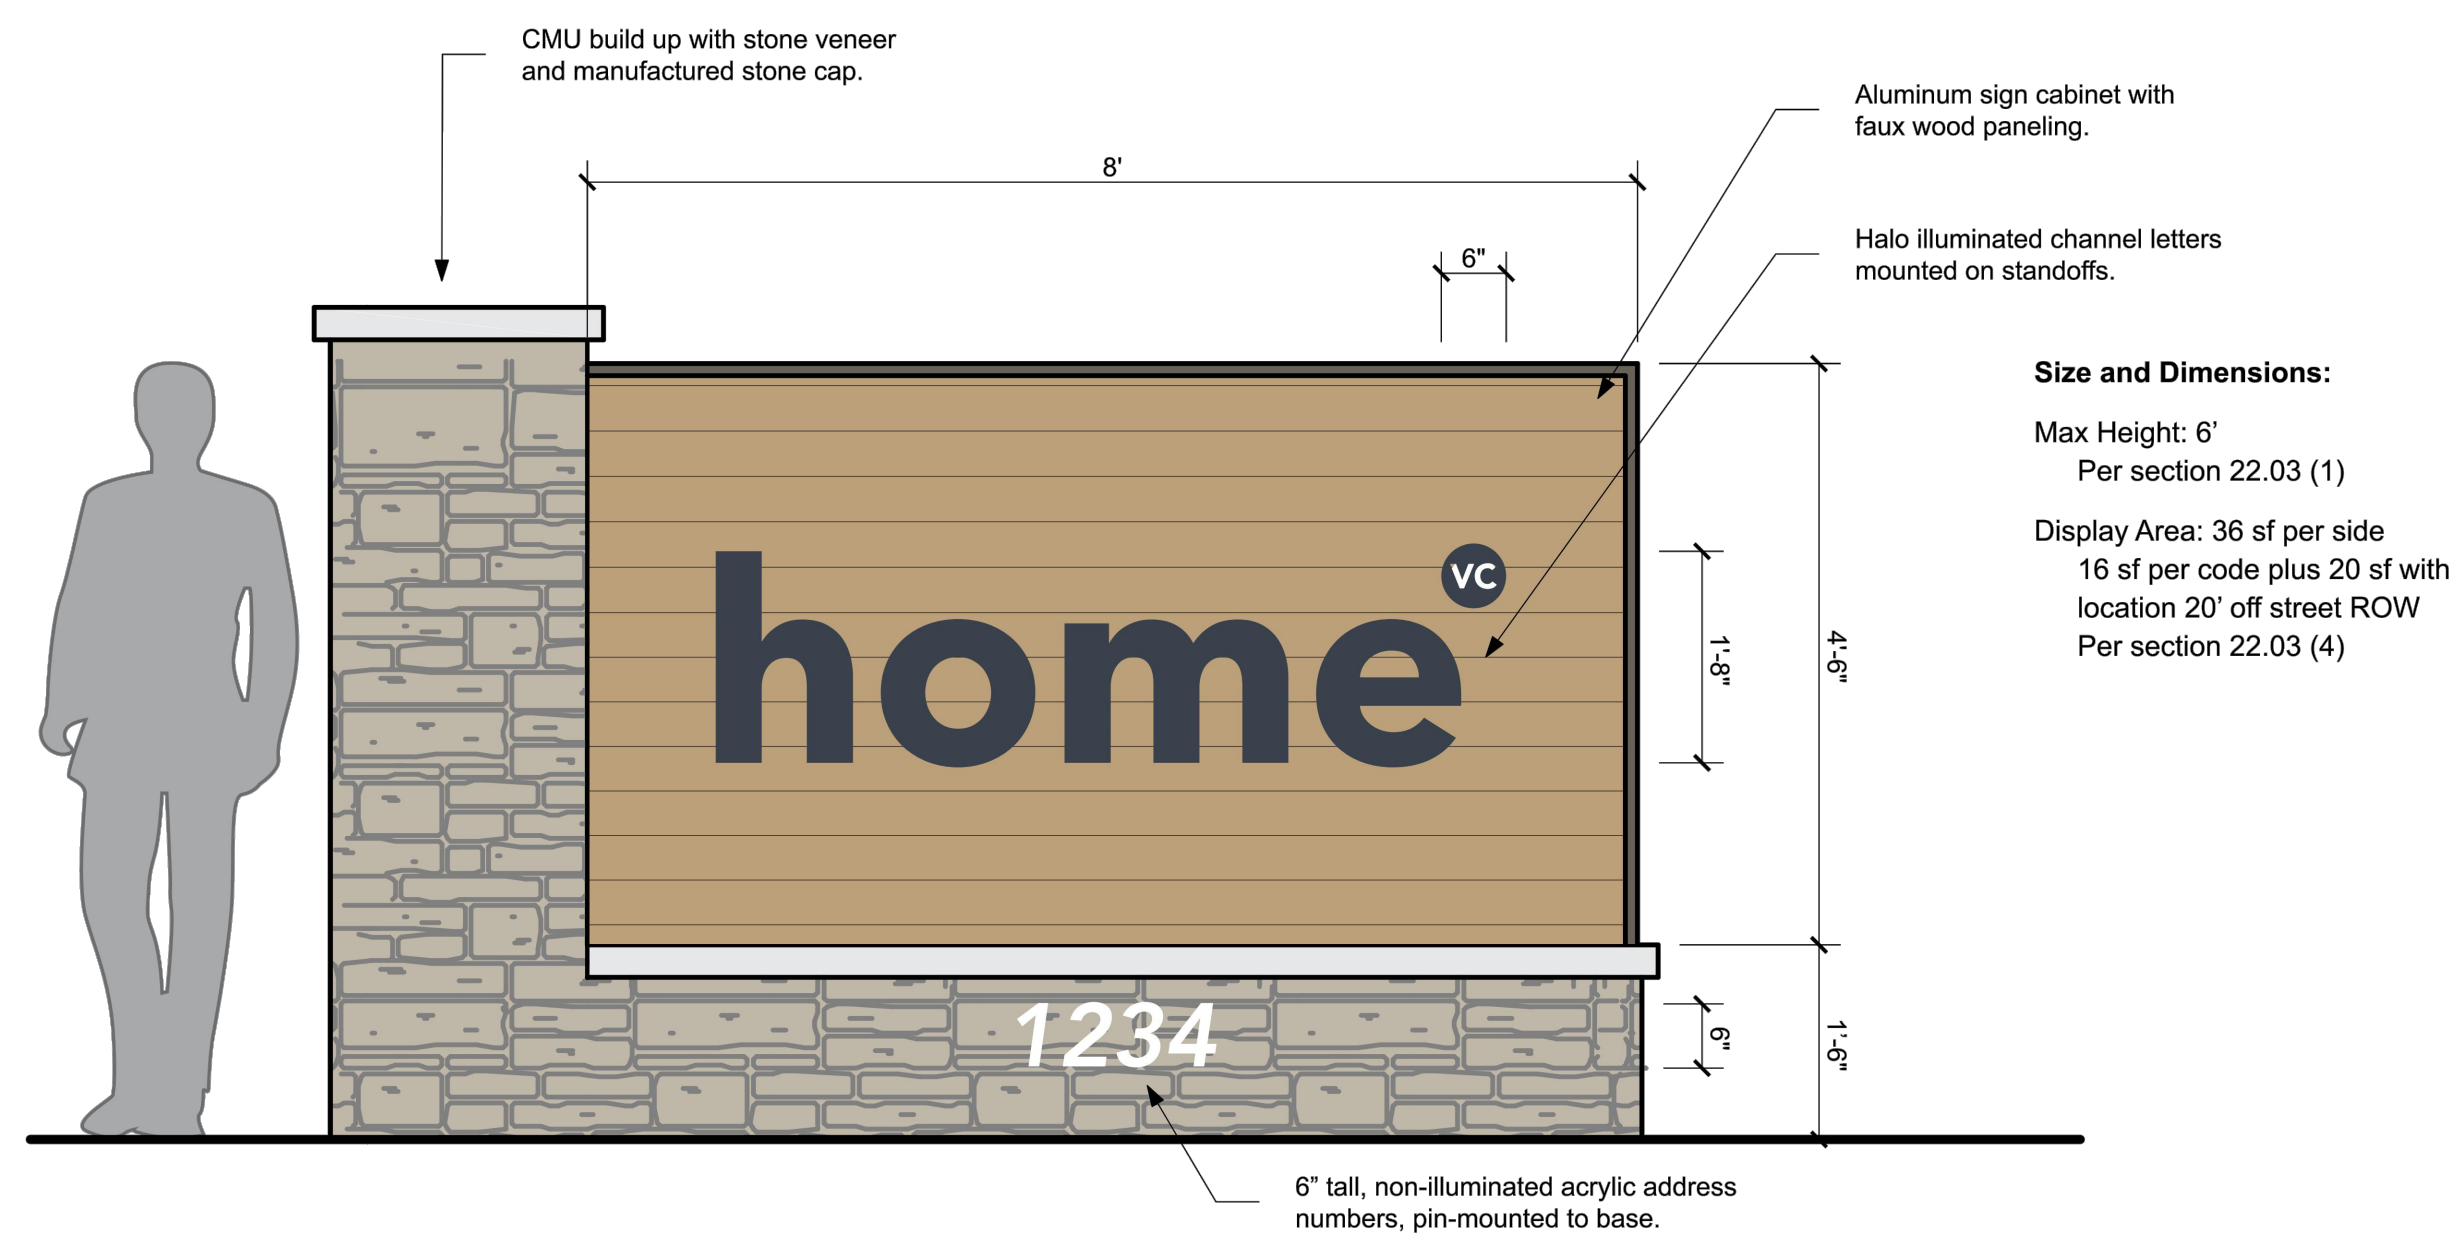 CMU build up with stone veneer
and manufactured stone cap.
Aluminum sign cabinet with
faux wood paneling.
8'
Halo illuminated channel letters
mounted on standoffs.
6"
Size and Dimensions:
Max Height: 6’
Per section 22.03 (1)
Display Area: 36 sf per side
16 sf per code plus 20 sf with
location 20’ off street ROW
Per section 22.03 (4)
vc
home
1'-8"
4'-6"
1234
6"
1'-6"
6” tall, non-illuminated acrylic address
numbers, pin-mounted to base.